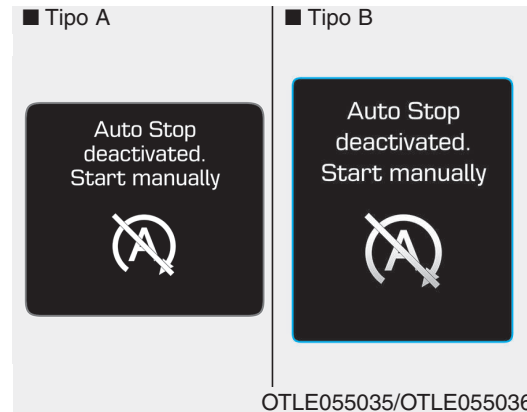 ■ Tipo A
Auto Stop
deactivated.
Start manually
A
■ Tipo B
Auto Stop
deactivated.
Start manually
A
OTLE055035/OTLE055036